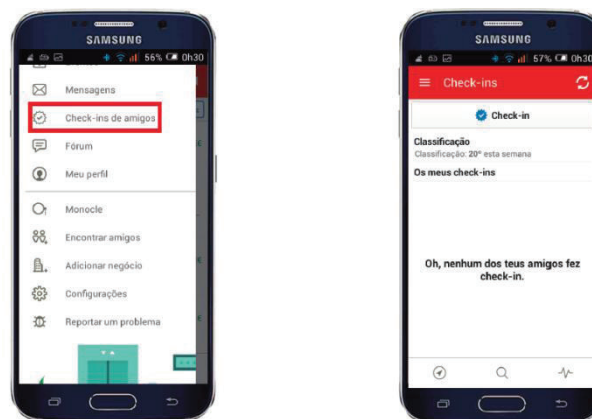 SAMSUNG
56% 0h30
Mensagens
Check-ins de amigos
Fórum
Meu perfil
Monocle
Encontrar amigos
Adicionar negócio
Configurações
Reportar um problema
SAMSUNG
57% 0h30
Check-ins
Check-in
Classificação
Classificação: 20º esta semana
Os meus check-ins
Oh, nenhum dos teus amigos fez
check-in.